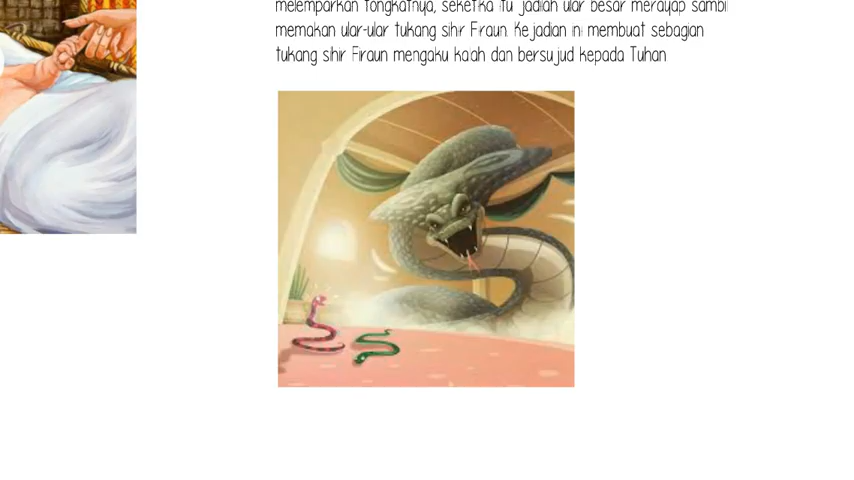 melemparkan tongkatnya, seketika itu jadilah ular besar merayap sambil
memakan ular-ular tukang sihir Firaun. Kejadian ini membuat sebagian
tukang sihir Firaun mengaku kalah dan bersujud kepada Tuhan